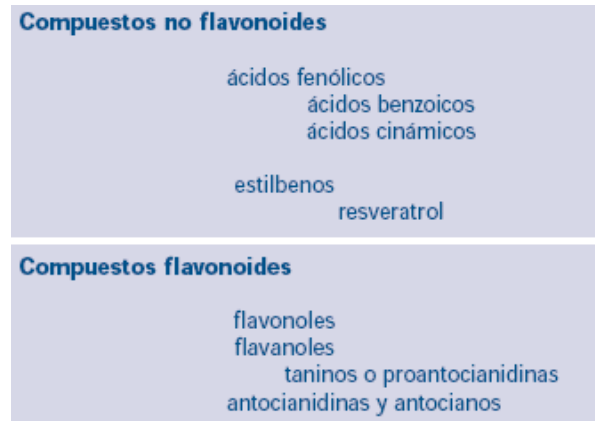 Compuestos no flavonoides
ácidos fenólicos
ácidos benzoicos
ácidos cinámicos
estilbenos
resveratrol
Compuestos flavonoides
flavonoles
flavanoles
taninos o proantocianidinas
antocianidinas y antocianos